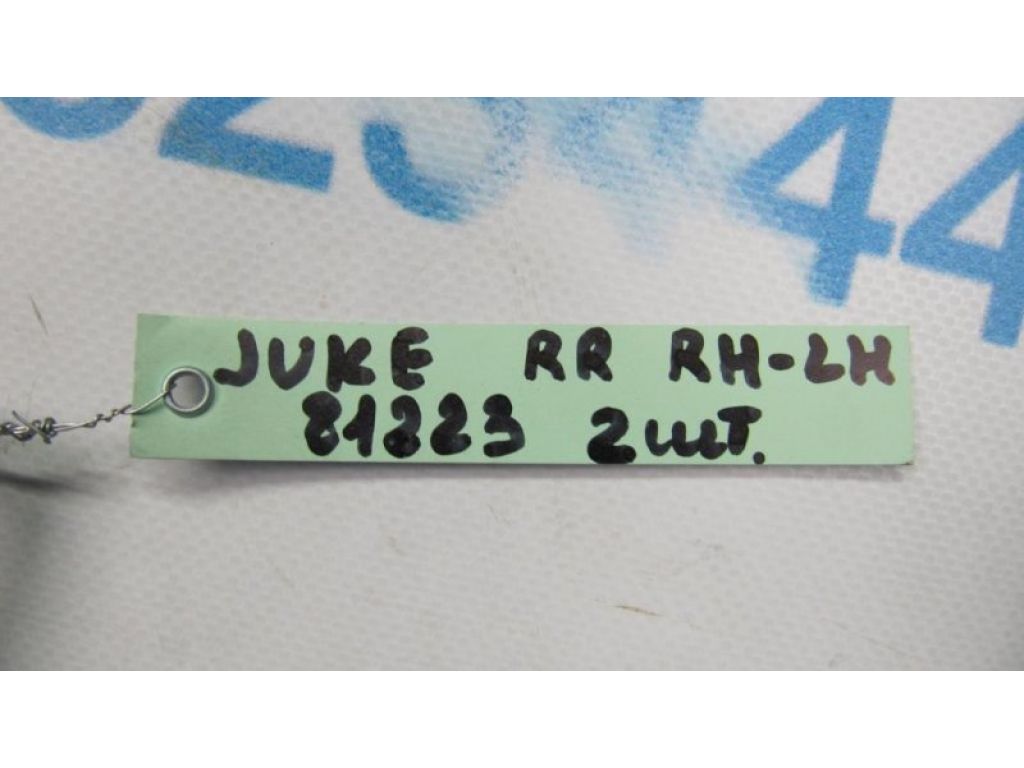 JUKE RR RH-LH
81223 2шт.